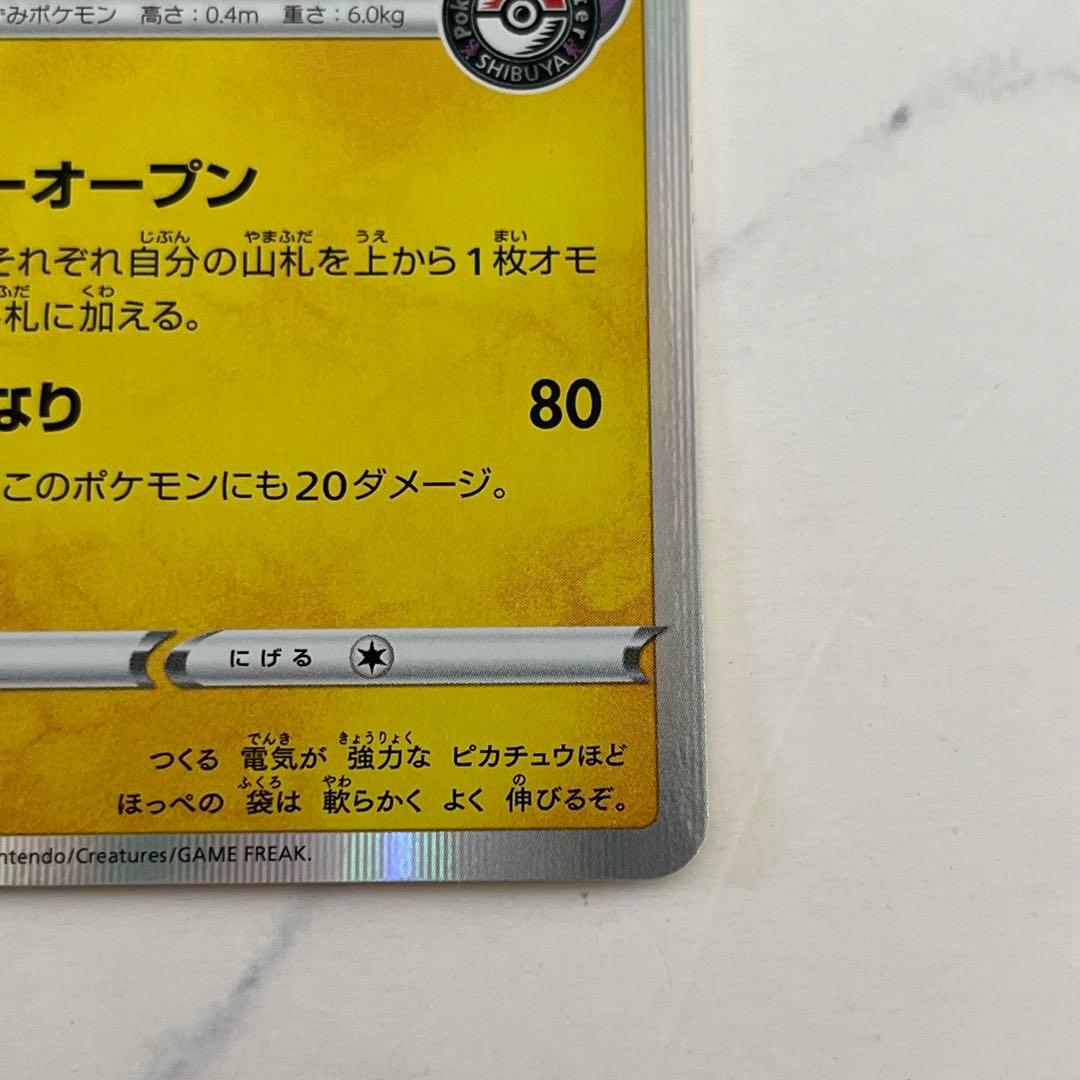 ずみポケモン 高さ：0.4m 重さ：6.0kg
SHIBUYA
ーオープン
それぞれ自分の山札を上から1枚オモ
札に加える。
なり 80
このポケモンにも20ダメージ。
にげる
つくる 電気が 強力な ピカチュウほど
ほっぺの 袋は 軟らかく よく 伸びるぞ。
ntendo/Creatures/GAME FREAK.